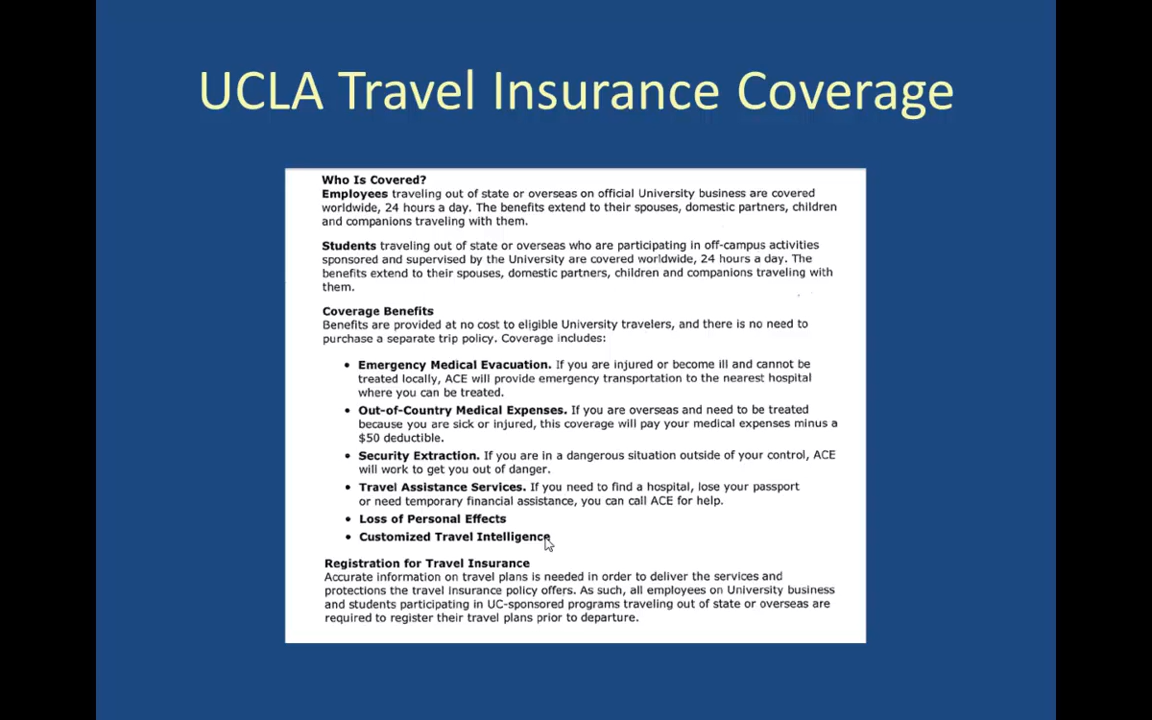 UCLA Travel Insurance Coverage
Who Is Covered?
Employees traveling out of state or overseas on official University business are covered
worldwide, 24 hours a day. The benefits extend to their spouses, domestic partners, children
and companions traveling with them.
Students traveling out of state or overseas who are participating in off-campus activities
sponsored and supervised by the University are covered worldwide, 24 hours a day. The
benefits extend to their spouses, domestic partners, children and companions traveling with
them.
Coverage Benefits
Benefits are provided at no cost to eligible University travelers, and there is no need to
purchase a separate trip policy. Coverage includes:
• Emergency Medical Evacuation. If you are injured or become ill and cannot be
treated locally, ACE will provide emergency transportation to the nearest hospital
where you can be treated.
• Out-of-Country Medical Expenses. If you are overseas and need to be treated
because you are sick or injured, this coverage will pay your medical expenses minus a
$50 deductible.
• Security Extraction. If you are in a dangerous situation outside of your control, ACE
will work to get you out of danger.
• Travel Assistance Services. If you need to find a hospital, lose your passport
or need temporary financial assistance, you can call ACE for help.
• Loss of Personal Effects
• Customized Travel Intelligence
Registration for Travel Insurance
Accurate information on travel plans is needed in order to deliver the services and
protections the travel insurance policy offers. As such, all employees on University business
and students participating in UC-sponsored programs traveling out of state or overseas are
required to register their travel plans prior to departure.